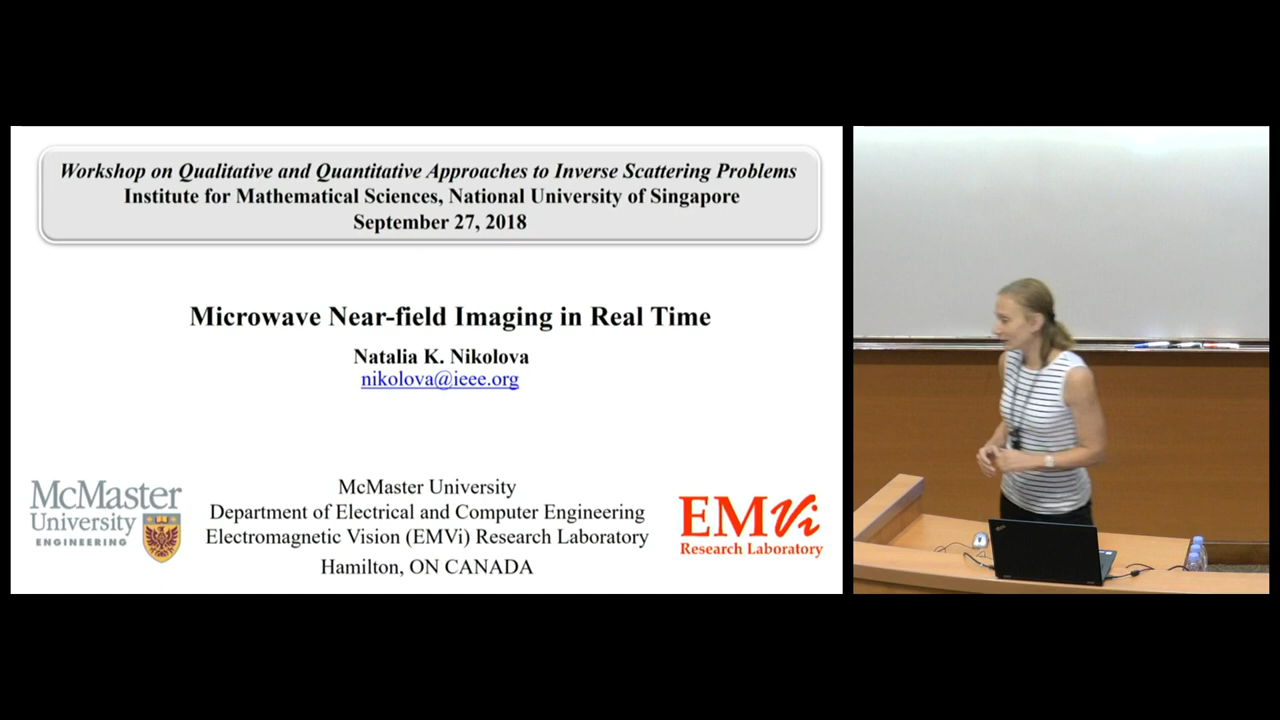 Workshop on Qualitative and Quantitative Approaches to Inverse Scattering Problems
Institute for Mathematical Sciences, National University of Singapore
September 27, 2018
Microwave Near-field Imaging in Real Time
Natalia K. Nikolova
nikolova@ieee.org
McMaster
University
ENGINEERING
McMaster University
Department of Electrical and Computer Engineering
Electromagnetic Vision (EMVi) Research Laboratory
Hamilton, ON CANADA
EMVi
Research Laboratory